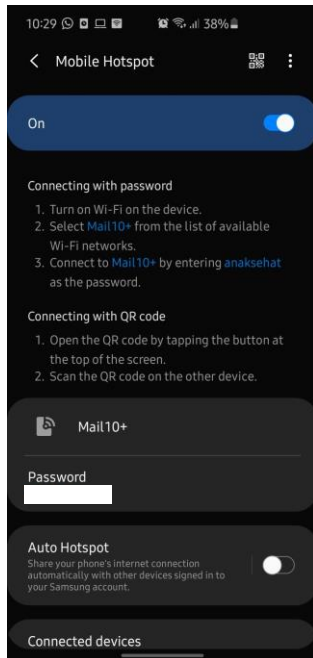 10:29 38%
Mobile Hotspot
On
Connecting with password
1. Turn on Wi-Fi on the device.
2. Select Mail10+ from the list of available
Wi-Fi networks.
3. Connect to Mail10+ by entering anaksehat
as the password.
Connecting with QR code
1. Open the QR code by tapping the button at
the top of the screen.
2. Scan the QR code on the other device.
Mail10+
Password
Auto Hotspot
Share your phone's internet connection
automatically with other devices signed in to
your Samsung account.
Connected devices